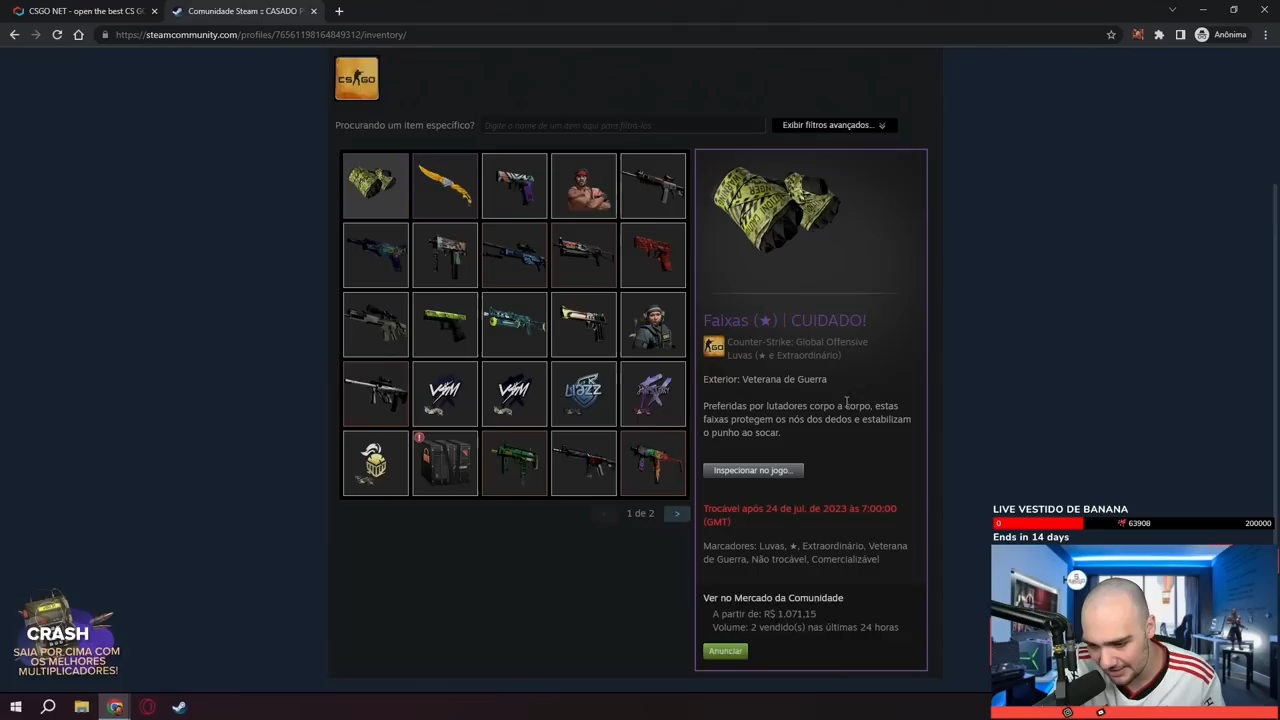 CSGO NET - open the best CS G
Comunidade Steam :: CASADO P
https://steamcommunity.com/profiles/76561198164849312/inventory/
Anônima
CS GO
Procurando um item específico?
Digite o nome de um item aqui para filtrá-los
Exibir filtros avançados...
VSM
VSM
1
1 de 2
>
Faixas (★) | CUIDADO!
Counter-Strike: Global Offensive
Luvas (★ e Extraordinário)
Exterior: Veterana de Guerra
Preferidas por lutadores corpo a corpo, estas
faixas protegem os nós dos dedos e estabilizam
o punho ao socar.
Inspecionar no jogo...
Trocável após 24 de jul. de 2023 às 7:00:00
(GMT)
Marcadores: Luvas, ★, Extraordinário, Veterana
de Guerra, Não trocável, Comercializável
Ver no Mercado da Comunidade
A partir de: R$ 1.071,15
Volume: 2 vendido(s) nas últimas 24 horas
Anunciar
LIVE VESTIDO DE BANANA
0
63908
200000
Ends in 14 days
CRASH
SAIA POR CIMA COM
OS MELHORES
MULTIPLICADORES!